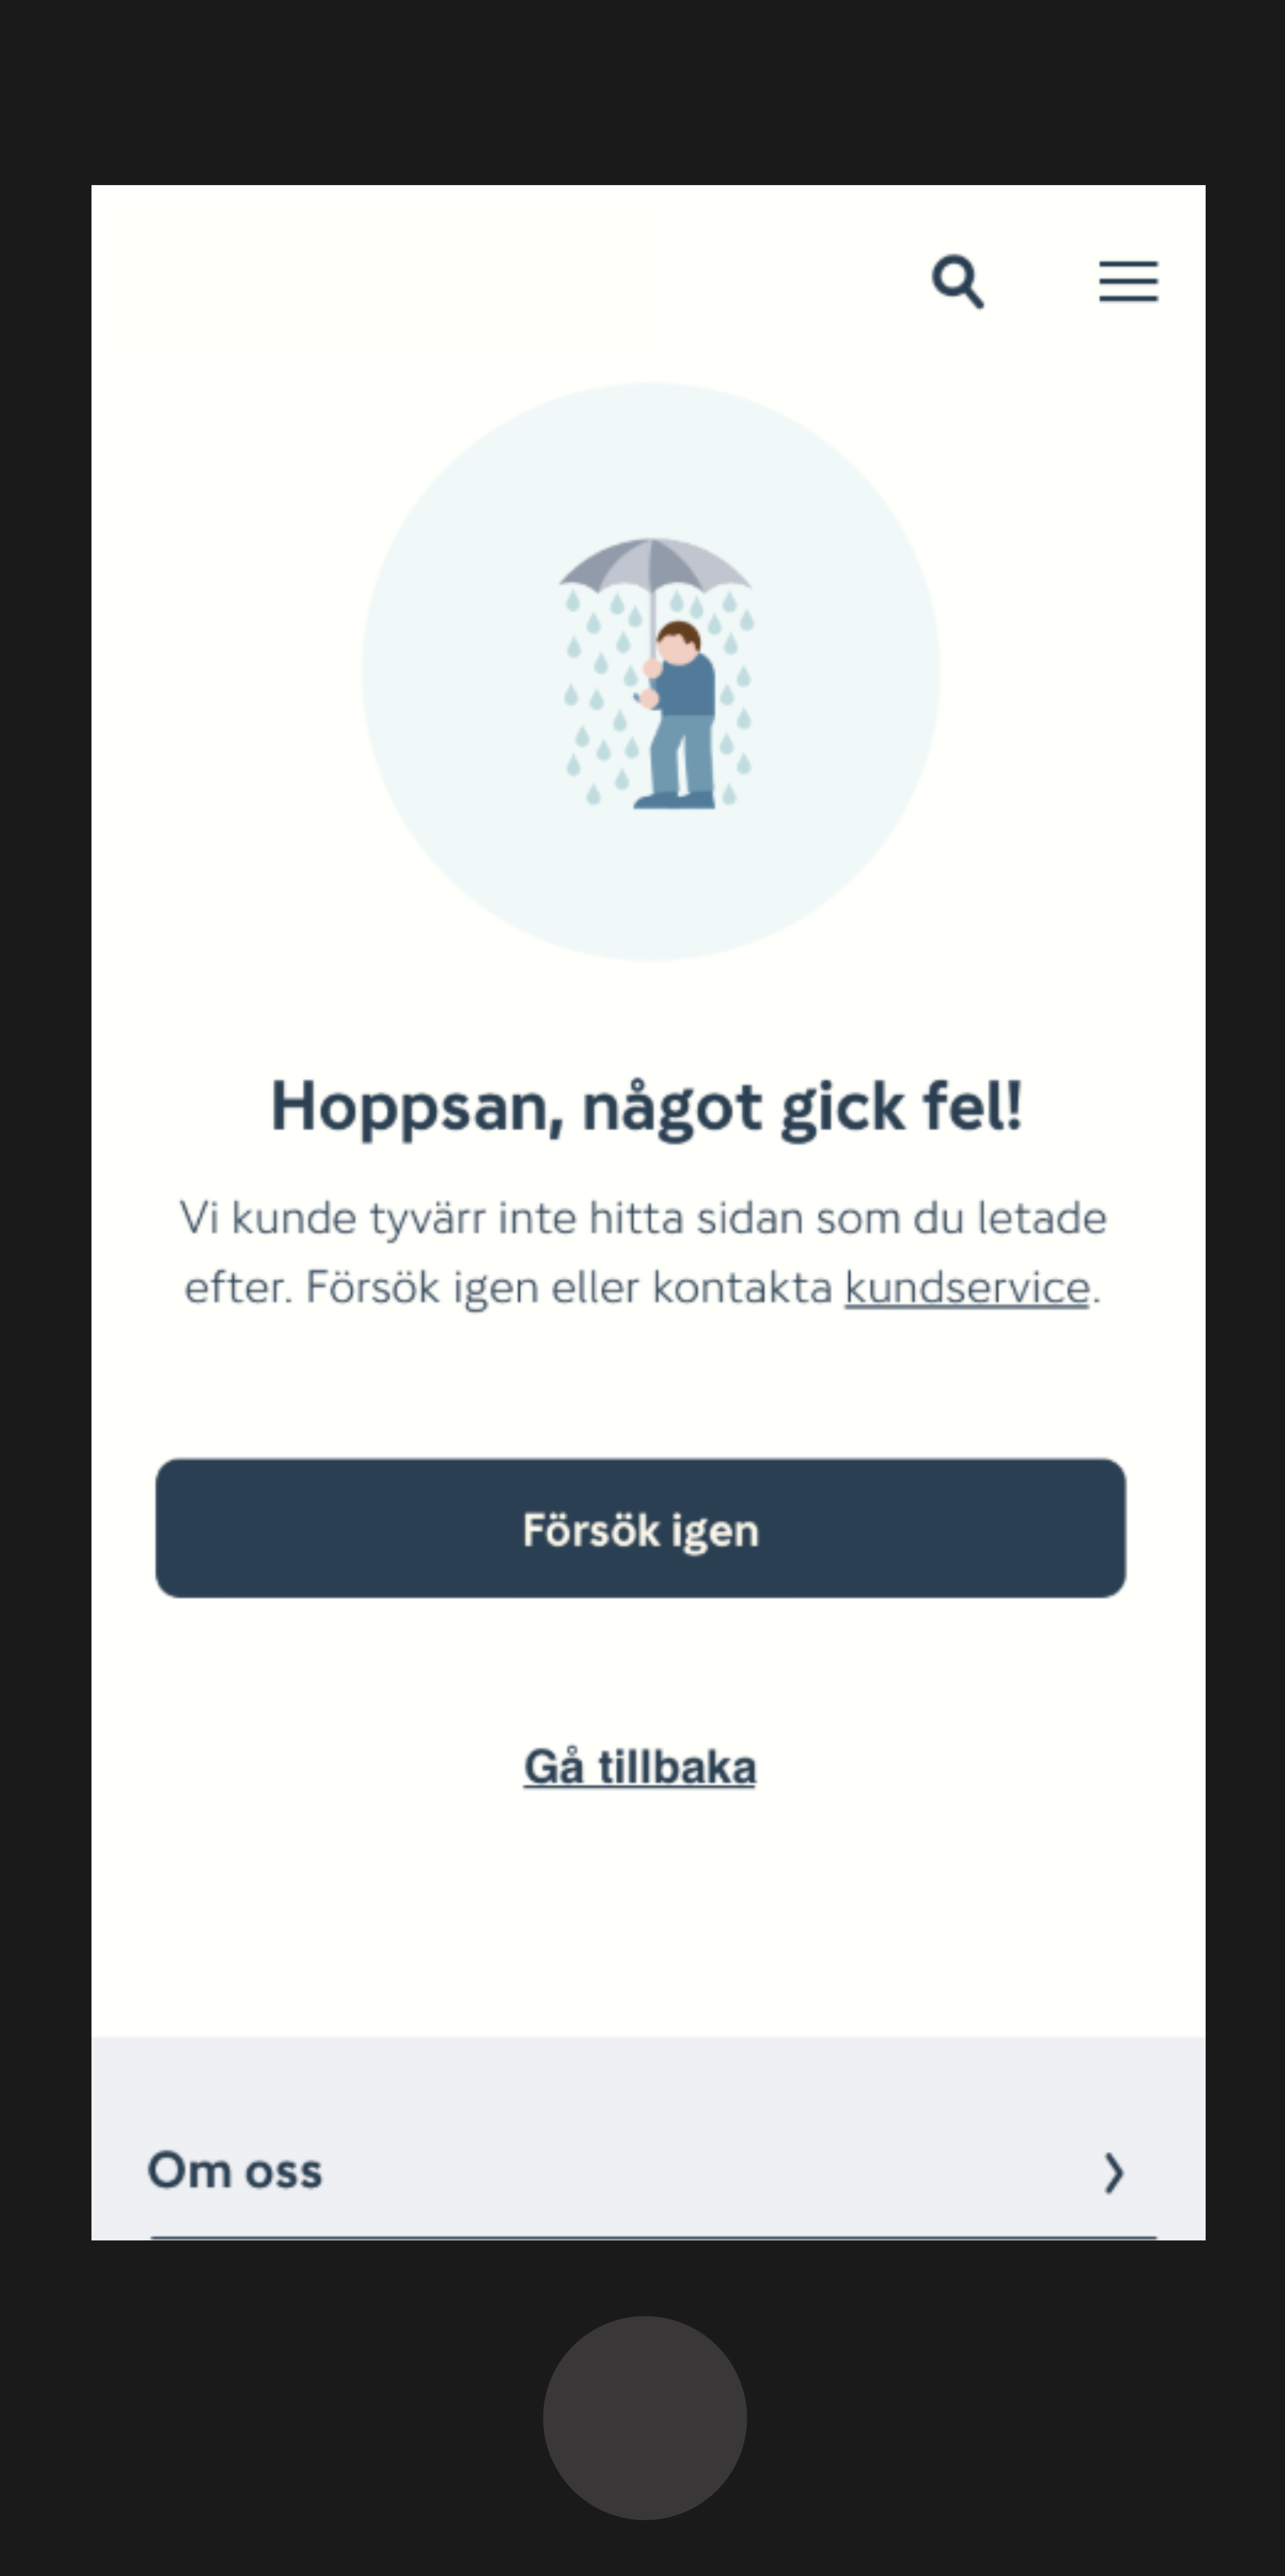 Hoppsan, något gick fel!
Vi kunde tyvärr inte hitta sidan som du letade
efter. Försök igen eller kontakta kundservice.
Försök igen
Gå tillbaka
Om oss